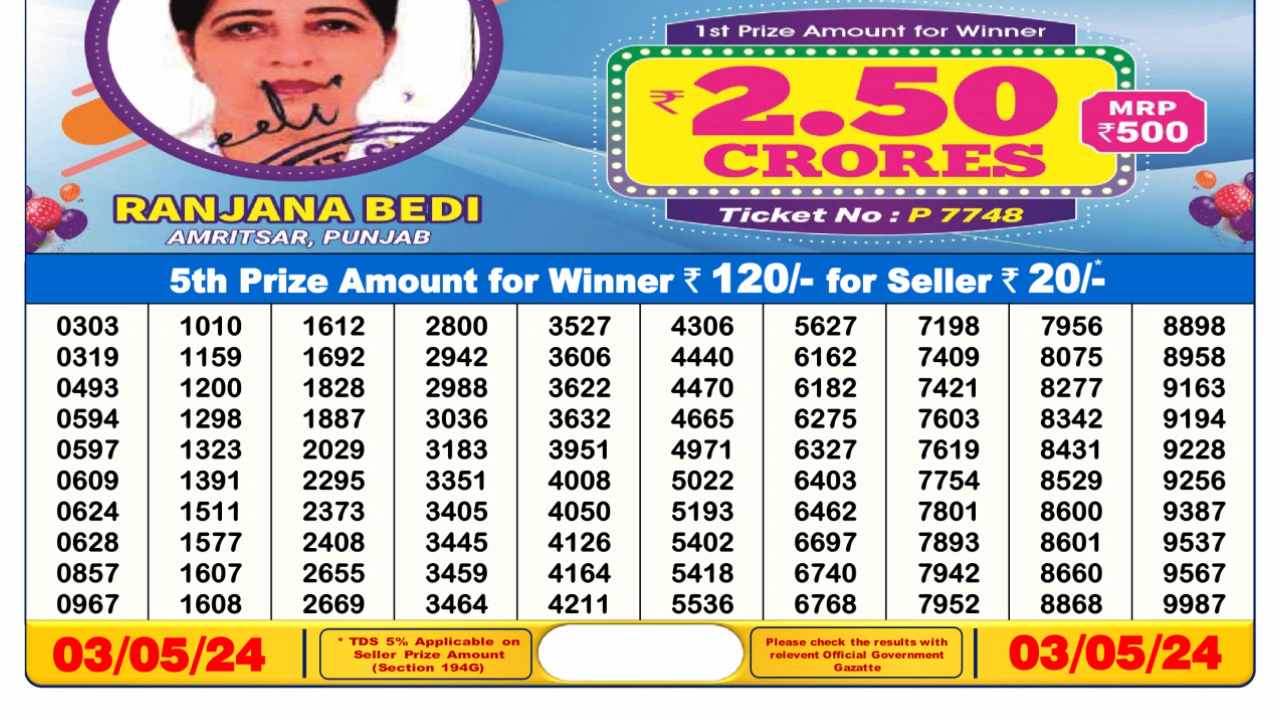 1st Prize Amount for Winner
₹ 2.50
CRORES
MRP
₹500
Ticket No : P 7748
RANJANA BEDI
AMRITSAR, PUNJAB
5th Prize Amount for Winner ₹ 120/- for Seller ₹ 20/-*
0303 1010 1612 2800 3527 4306 5627 7198 7956 8898
0319 1159 1692 2942 3606 4440 6162 7409 8075 8958
0493 1200 1828 2988 3622 4470 6182 7421 8277 9163
0594 1298 1887 3036 3632 4665 6275 7603 8342 9194
0597 1323 2029 3183 3951 4971 6327 7619 8431 9228
0609 1391 2295 3351 4008 5022 6403 7754 8529 9256
0624 1511 2373 3405 4050 5193 6462 7801 8600 9387
0628 1577 2408 3445 4126 5402 6697 7893 8601 9537
0857 1607 2655 3459 4164 5418 6740 7942 8660 9567
0967 1608 2669 3464 4211 5536 6768 7952 8868 9987
03/05/24
* TDS 5% Applicable on
Seller Prize Amount
(Section 194G)
Please check the results with
relevent Official Government
Gazatte
03/05/24